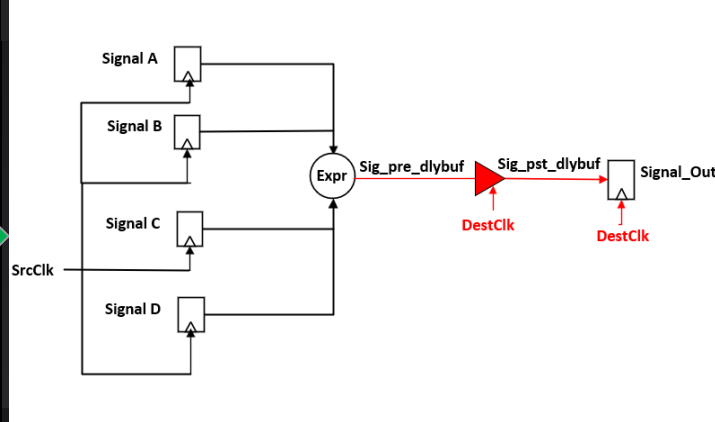 Signal A
Signal B
Expr
Sig_pre_dlybuf
Sig_pst_dlybuf
Signal_Out
DestClk
DestClk
Signal C
SrcClk
Signal D